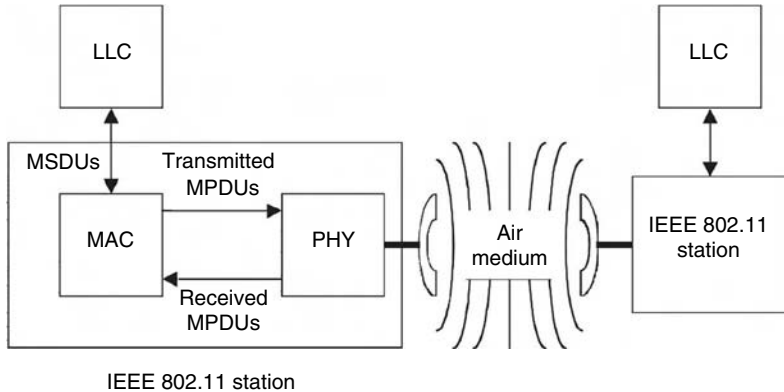 LLC
LLC
MSDUs
Transmitted
MPDUs
MAC
PHY
Air
medium
IEEE 802.11
station
Received
MPDUs
IEEE 802.11 station